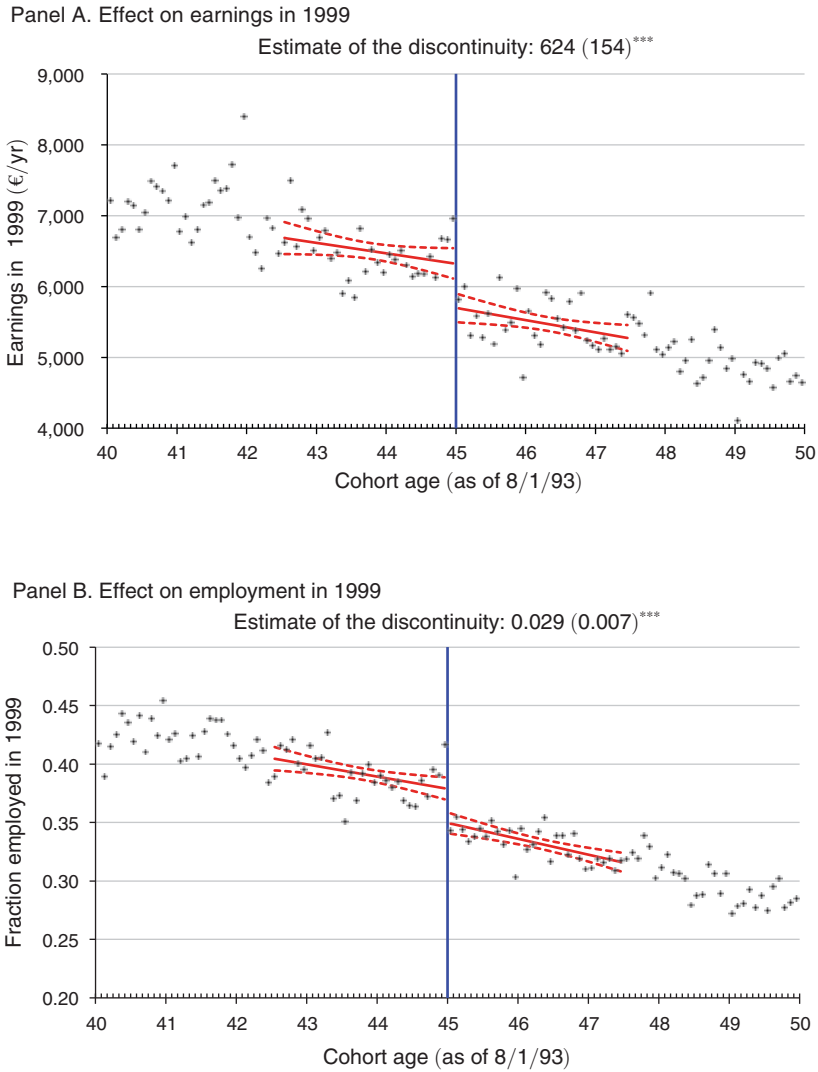 Panel A. Effect on earnings in 1999
Estimate of the discontinuity: 624 (154)***
Earnings in 1999 (€/yr)
9,000
8,000
7,000
6,000
5,000
4,000
40 41 42 43 44 45 46 47 48 49 50
Cohort age (as of 8/1/93)
Panel B. Effect on employment in 1999
Estimate of the discontinuity: 0.029 (0.007)***
Fraction employed in 1999
0.50
0.45
0.40
0.35
0.30
0.25
0.20
40 41 42 43 44 45 46 47 48 49 50
Cohort age (as of 8/1/93)